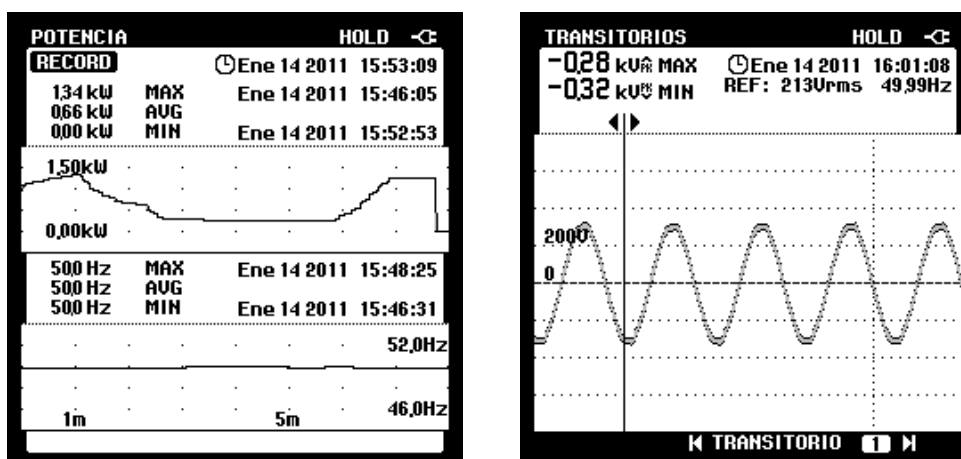 POTENCIA HOLD
RECORD Ene 14 2011 15:53:09
1,34 kW MAX Ene 14 2011 15:46:05
0,66 kW AVG
0,00 kW MIN Ene 14 2011 15:52:53
1,50kW
0,00kW
50,0 Hz MAX Ene 14 2011 15:48:25
50,0 Hz AVG
50,0 Hz MIN Ene 14 2011 15:46:31
52,0Hz
46,0Hz
1m 5m
TRANSITORIOS HOLD
-0,28 kV MAX Ene 14 2011 16:01:08
-0,32 kV MIN REF: 213Vrms 49,99Hz
200V
0
TRANSITORIO 1